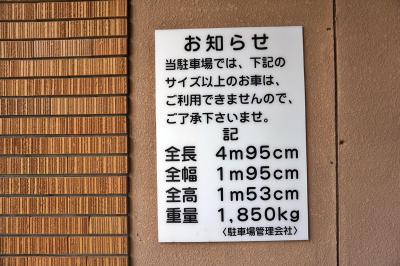 お知らせ
当駐車場では、下記の
サイズ以上のお車は、
ご利用できませんので、
ご了承下さいませ。
記
全長 4m95cm
全幅 1m95cm
全高 1m53cm
重量 1,850kg
〈駐車場管理会社〉